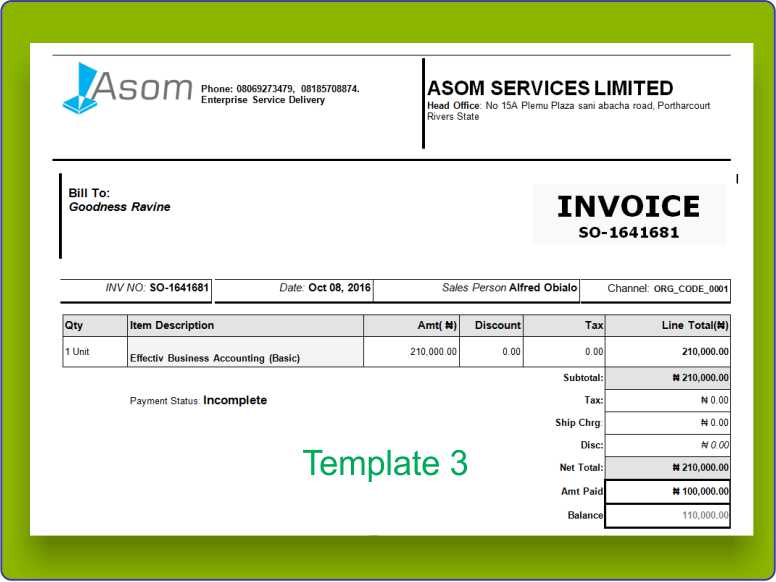 Asom
Phone: 08069273479, 08185708874.
Enterprise Service Delivery
ASOM SERVICES LIMITED
Head Office: No 15A Plemu Plaza sani abacha road, Portharcourt
Rivers State
Bill To:
Goodness Ravine
INVOICE
SO-1641681
INV NO: SO-1641681 Date: Oct 08, 2016 Sales Person Alfred Obialo Channel: ORG_CODE_0001
Qty Item Description Amt( ₦) Discount Tax Line Total(₦)
1 Unit Effectiv Business Accounting (Basic) 210,000.00 0.00 0.00 210,000.00
Subtotal: ₦ 210,000.00
Payment Status: Incomplete Tax: ₦ 0.00
Ship Chrg: ₦ 0.00
Disc: ₦ 0.00
Template 3
Net Total: ₦ 210,000.00
Amt Paid ₦ 100,000.00
Balance 110,000.00